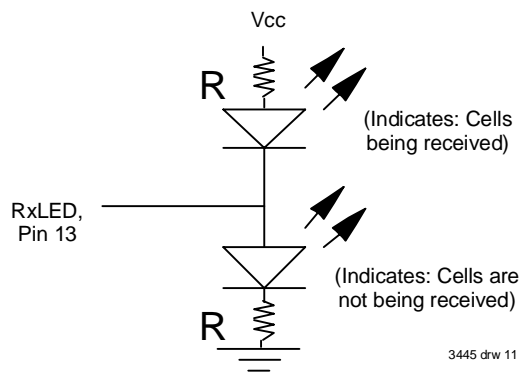 Vcc
R
(Indicates: Cells
being received)
RxLED,
Pin 13
(Indicates: Cells are
not being received)
R
3445 drw 11